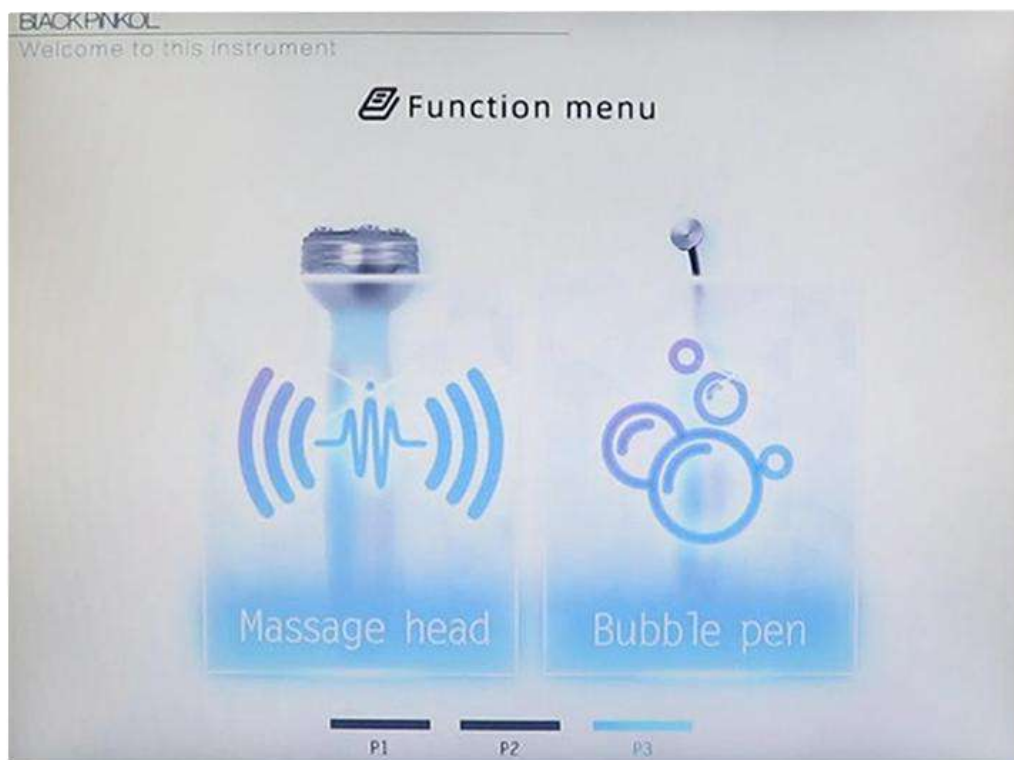 BLACKPINKOL
Welcome to this instrument
Function menu
Massage head
Bubble pen
P1
P2
P3